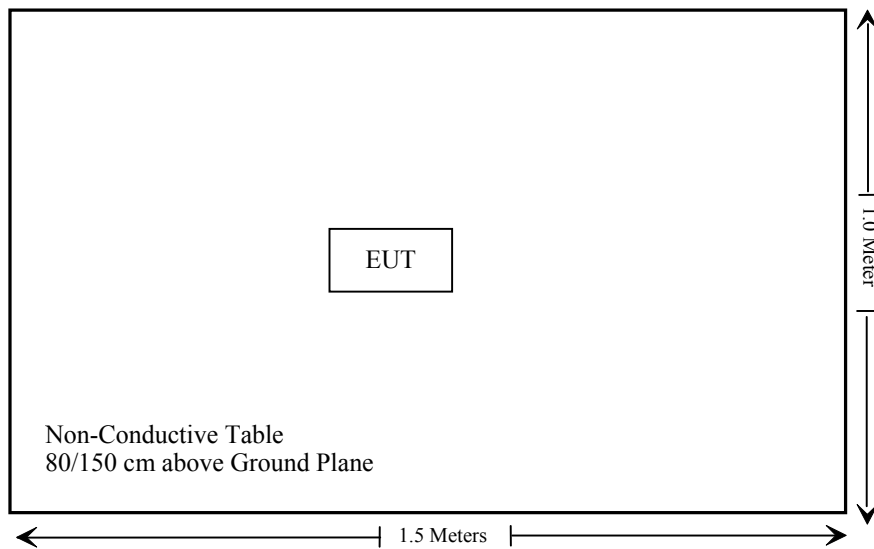 EUT
1.0 Meter
Non-Conductive Table
80/150 cm above Ground Plane
1.5 Meters